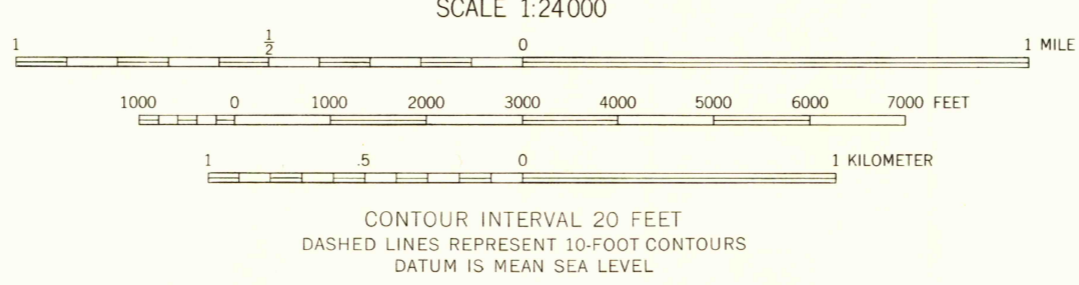 SCALE 1:24000
1 1/2 0 1 MILE
1000 0 1000 2000 3000 4000 5000 6000 7000 FEET
1 .5 0 1 KILOMETER
CONTOUR INTERVAL 20 FEET
DASHED LINES REPRESENT 10-FOOT CONTOURS
DATUM IS MEAN SEA LEVEL